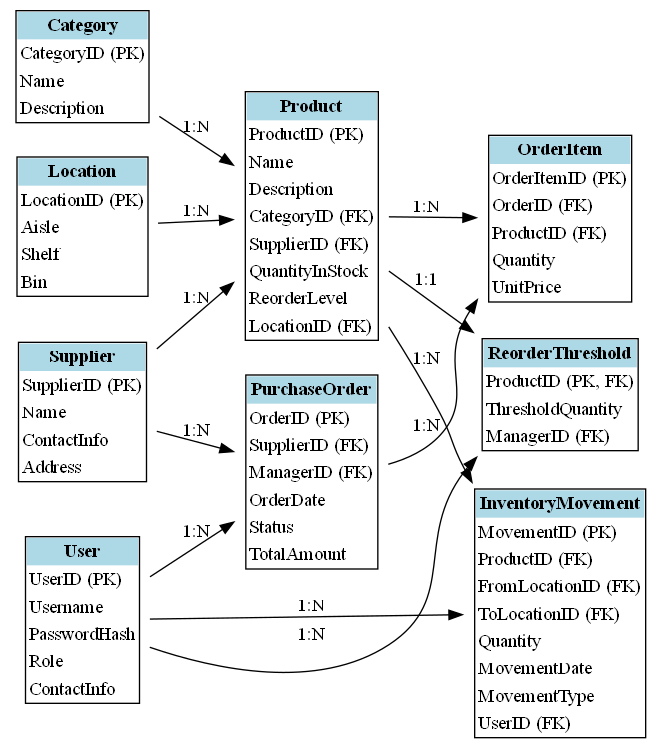 Category
CategoryID (PK)
Name
Description
Location
LocationID (PK)
Aisle
Shelf
Bin
Supplier
SupplierID (PK)
Name
ContactInfo
Address
User
UserID (PK)
Username
PasswordHash
Role
ContactInfo
1:N
1:N
1:N
1:N
1:N
Product
ProductID (PK)
Name
Description
CategoryID (FK)
SupplierID (FK)
QuantityInStock
ReorderLevel
LocationID (FK)
PurchaseOrder
OrderID (PK)
SupplierID (FK)
ManagerID (FK)
OrderDate
Status
TotalAmount
1:N
1:N
1:N
1:1
1:N
1:N
OrderItem
OrderItemID (PK)
OrderID (FK)
ProductID (FK)
Quantity
UnitPrice
ReorderThreshold
ProductID (PK, FK)
ThresholdQuantity
ManagerID (FK)
InventoryMovement
MovementID (PK)
ProductID (FK)
FromLocationID (FK)
ToLocationID (FK)
Quantity
MovementDate
MovementType
UserID (FK)